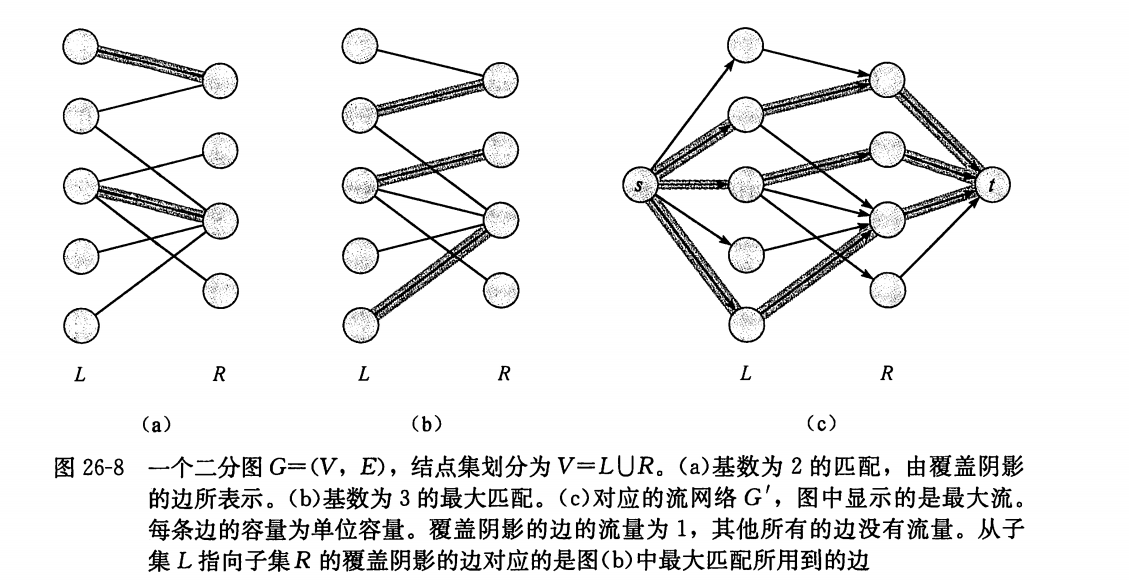 s
t
L
R
L
R
L
R
(a)
(b)
(c)
图 26-8 一个二分图 G=(V, E), 结点集划分为 V=L∪R。(a)基数为 2 的匹配, 由覆盖阴影
的边所表示。(b)基数为 3 的最大匹配。(c)对应的流网络 G′, 图中显示的是最大流。
每条边的容量为单位容量。覆盖阴影的边的流量为 1, 其他所有的边没有流量。从子
集 L 指向子集 R 的覆盖阴影的边对应的是图(b)中最大匹配所用到的边